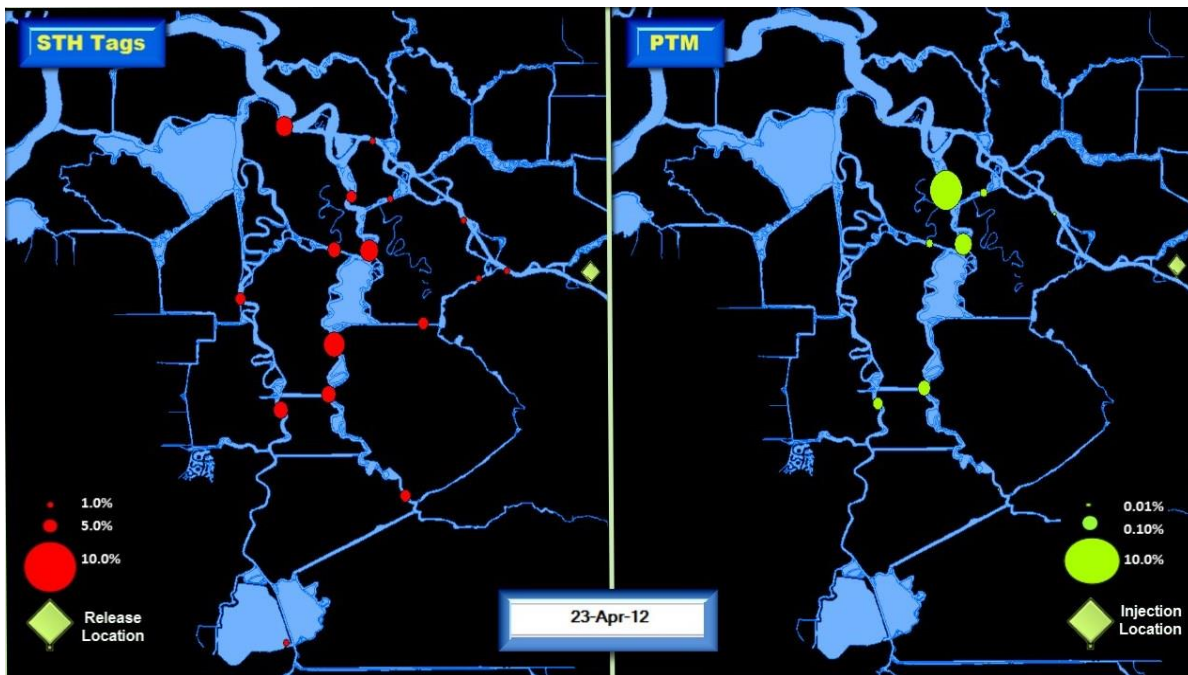 STH Tags
PTM
1.0%
5.0%
10.0%
Release
Location
0.01%
0.10%
10.0%
Injection
Location
23-Apr-12